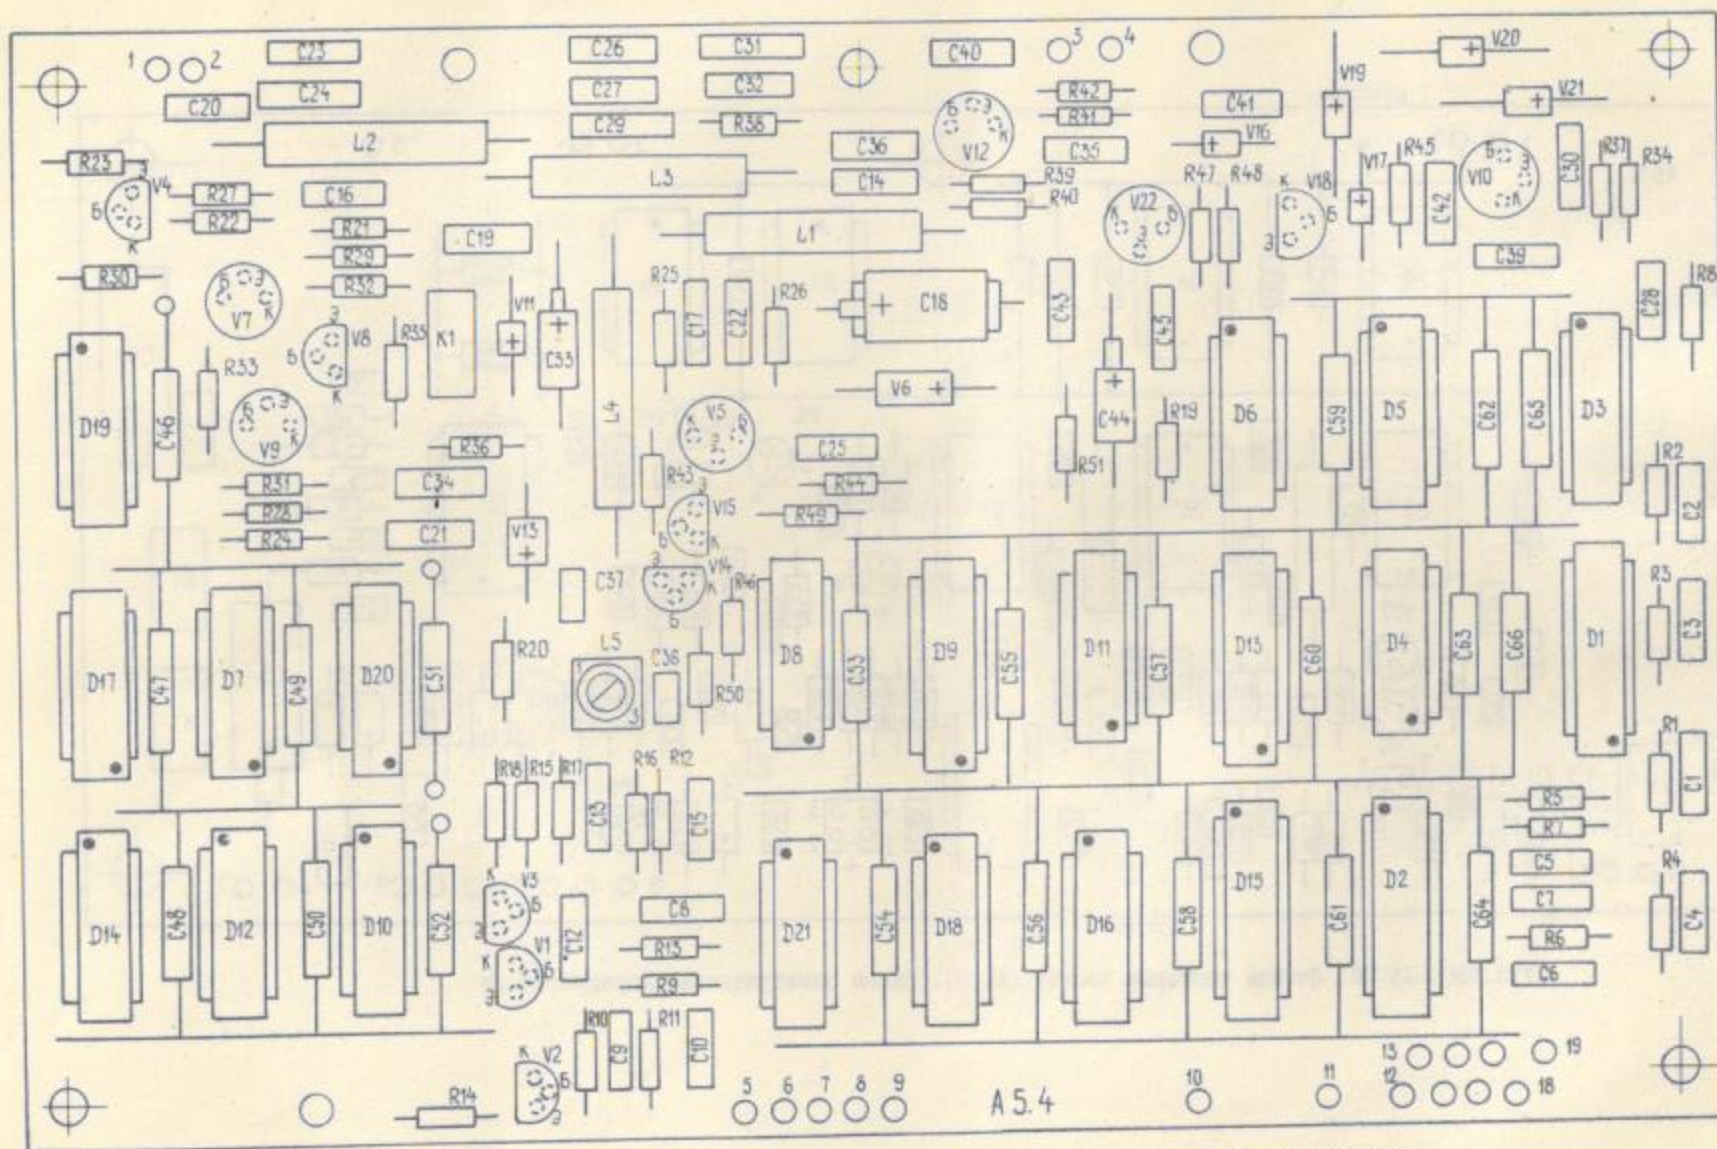 1 2 C23 C26 C31 C40 3 4 V20
C20 C24 C27 C32 R42 C41 V19 V21
L2 C29 R38 б э к V12 R41 V16
R23 э V4 б к R27 C16 L3 C36 C35 R47 R48 к V18 б э V17 R45 б э к V10 C30 R37 R34
R22 R21 C14 R39 R40 к V22 б э C42
R29 C19 L1
R30 б э к V7 R32 K1 V11 C33 R25 C17 C22 R26 + C18 C43 C45 C39 C28 R8
D19 C46 R33 э V8 б к R35 L4 V6 + C44 R19 D6 C59 D5 C62 C65 D3
б э к V9 R36 к V5 б э C25 R51 R2 C2
R31 C34 R43 R44
R28 э V15 б к R49
R24 C21 V13
D17 C47 D7 C49 D20 C51 R20 C37 э V14 к б R46 D8 C53 D9 C55 D11 C57 D13 C60 D4 C63 C66 D1 R3 C3
L5 1 3 C38 R50
R18 R15 R17 C13 R16 R12 C15 R1 C1
R5
R7
D14 C48 D12 C50 D10 C52 к V3 б э C8 D21 C54 D18 C56 D16 C58 D15 C61 D2 C64 C5 R4 C4
C7
к V1 б э C12 R13 R6
R9 C6
R10 C9 R11 C10
R14 к V2 б э 5 6 7 8 9 A5.4 10 11 12 13 18 19